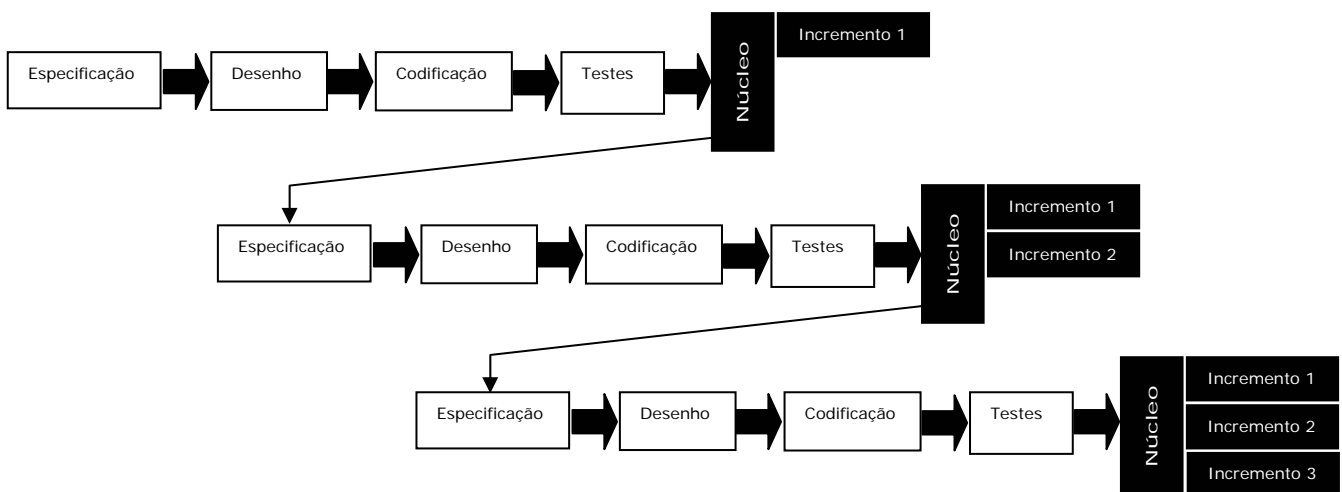 Especificação
Desenho
Codificação
Testes
Núcleo
Incremento 1
Especificação
Desenho
Codificação
Testes
Núcleo
Incremento 1
Incremento 2
Especificação
Desenho
Codificação
Testes
Núcleo
Incremento 1
Incremento 2
Incremento 3